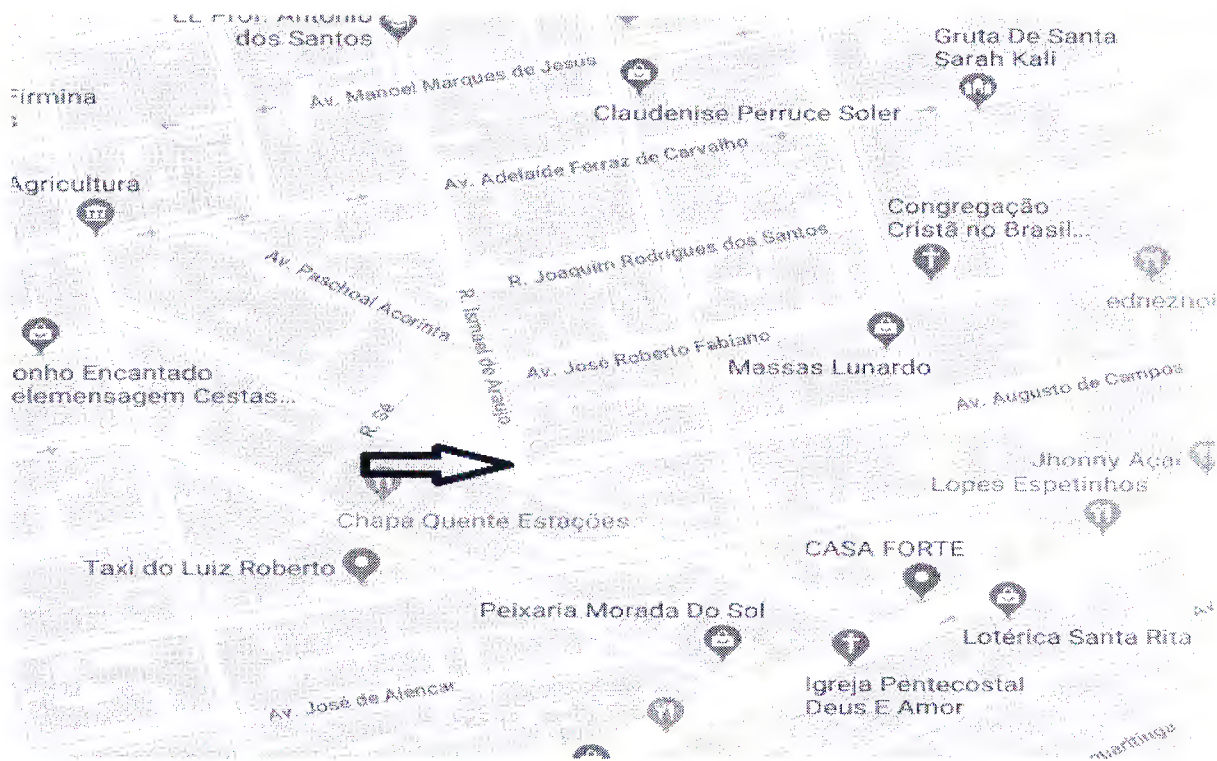 dos Santos
Gruta De Santa
Sarah Kali
Av. Manoel Marques de Jesus
Firmina
Claudenise Perruce Soler
Av. Adelaide Ferraz de Carvalho
Agricultura
Congregação
Cristã no Brasil...
R. Joaquim Rodrigues dos Santos
Av. Paschoal Acorinta
R. Ismael de Araujo
Av. José Roberto Fabiano
Massas Lunardo
onho Encantado
elemensagem Cestas...
Av. Augusto de Campos
R. 
Lopes Espetinhos
Jhonny
Chapa Quente Estações
CASA FORTE
Taxi do Luiz Roberto
Peixaria Morada Do Sol
Lotérica Santa Rita
Av. José de Alencar
Igreja Pentecostal
Deus E Amor